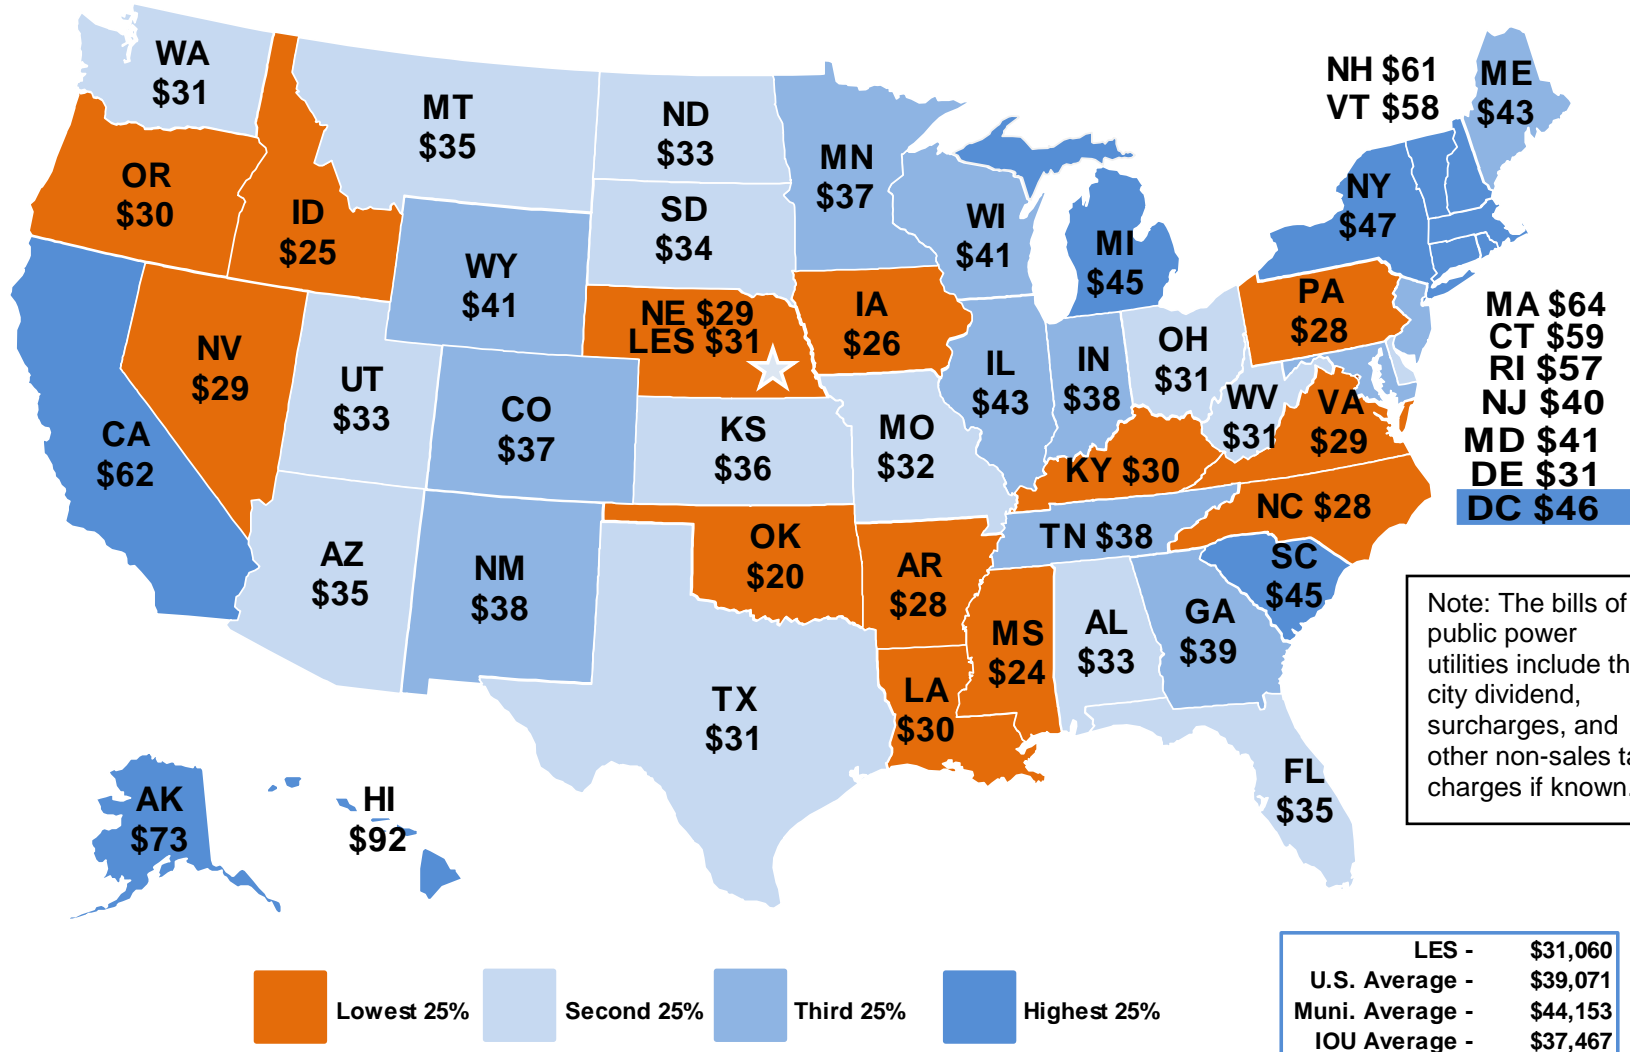 WA
$31
MT
$35
ND
$33
NH $61
VT $58
ME
$43
OR
$30
ID
$25
SD
$34
MN
$37
WI
$41
MI
$45
NY
$47
WY
$41
NE $29
LES $31
IA
$26
PA
$28
NV
$29
UT
$33
CO
$37
KS
$36
MO
$32
IL
$43
IN
$38
OH
$31
WV
$31
VA
$29
MA $64
CT $59
RI $57
NJ $40
MD $41
DE $31
DC $46
CA
$62
KY $30
NC $28
TN $38
SC
$45
AZ
$35
NM
$38
OK
$20
AR
$28
MS
$24
AL
$33
GA
$39
TX
$31
LA
$30
FL
$35
Note: The bills of
public power
utilities include th
city dividend,
surcharges, and
other non-sales ta
charges if known.
AK
$73
HI
$92
Lowest 25%
Second 25%
Third 25%
Highest 25%
LES - $31,060
U.S. Average - $39,071
Muni. Average - $44,153
IOU Average - $37,467